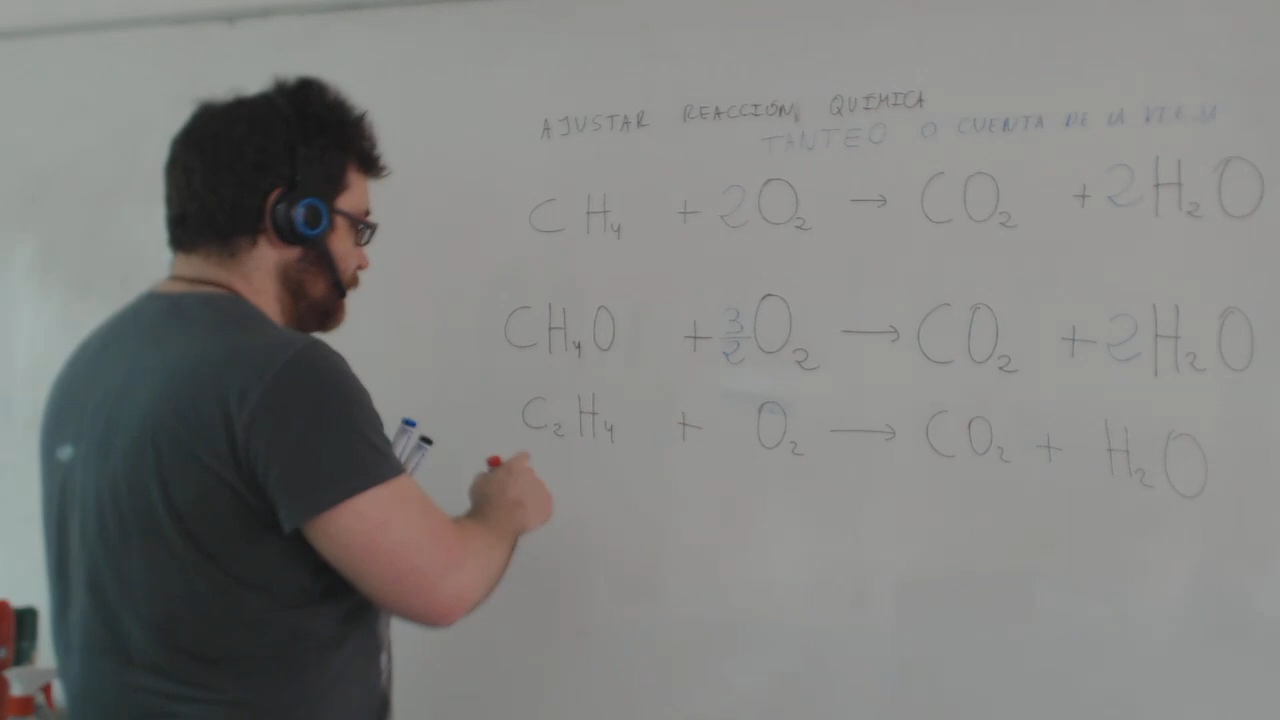 AJUSTAR REACCIÓN QUÍMICA
TANTEO O CUENTA DE LA VIEJA
CH₄ + 2O₂ → CO₂ + 2H₂O
CH₄O + 3/2 O₂ → CO₂ + 2H₂O
C₂H₄ + O₂ → CO₂ + H₂O